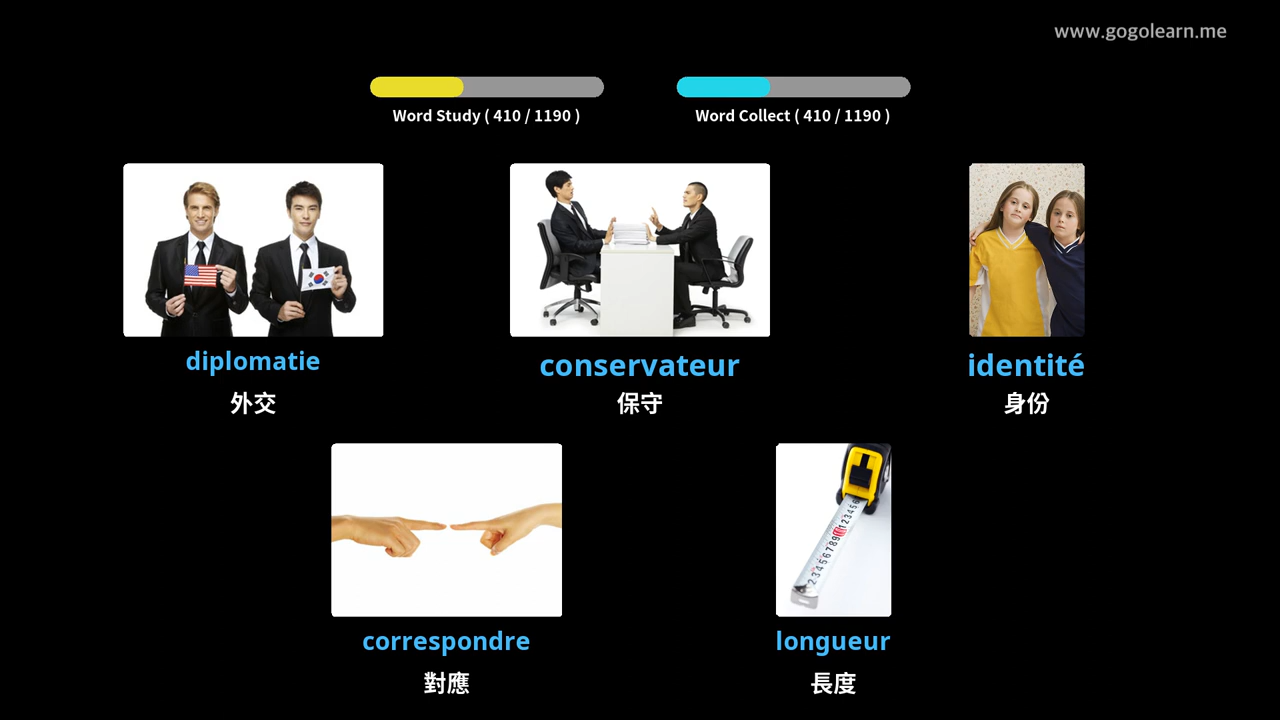 www.gogolearn.me
Word Study ( 410 / 1190 )
Word Collect ( 410 / 1190 )
diplomatie
外交
conservateur
保守
identité
身份
correspondre
對應
longueur
長度